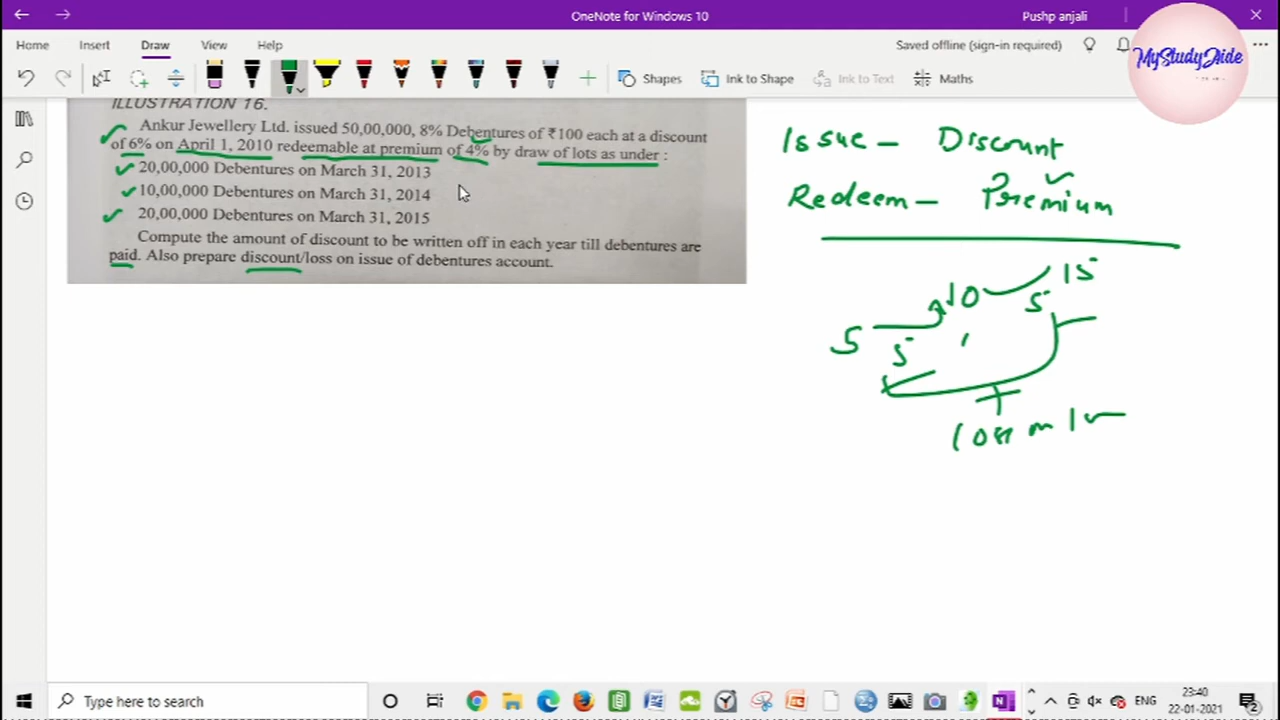 OneNote for Windows 10
Pushp anjali
Home Insert Draw View Help
Saved offline (sign-in required)
MyStudyAide
Shapes Ink to Shape Ink to Text Maths
ILLUSTRATION 16.
Ankur Jewellery Ltd. issued 50,00,000, 8% Debentures of ₹100 each at a discount
of 6% on April 1, 2010 redeemable at premium of 4% by draw of lots as under :
20,00,000 Debentures on March 31, 2013
10,00,000 Debentures on March 31, 2014
20,00,000 Debentures on March 31, 2015
Compute the amount of discount to be written off in each year till debentures are
paid. Also prepare discount/loss on issue of debentures account.
Issue - Discount
Redeem - Premium
10 15
5 5
5
Type here to search
ENG
23:40
22-01-2021
2